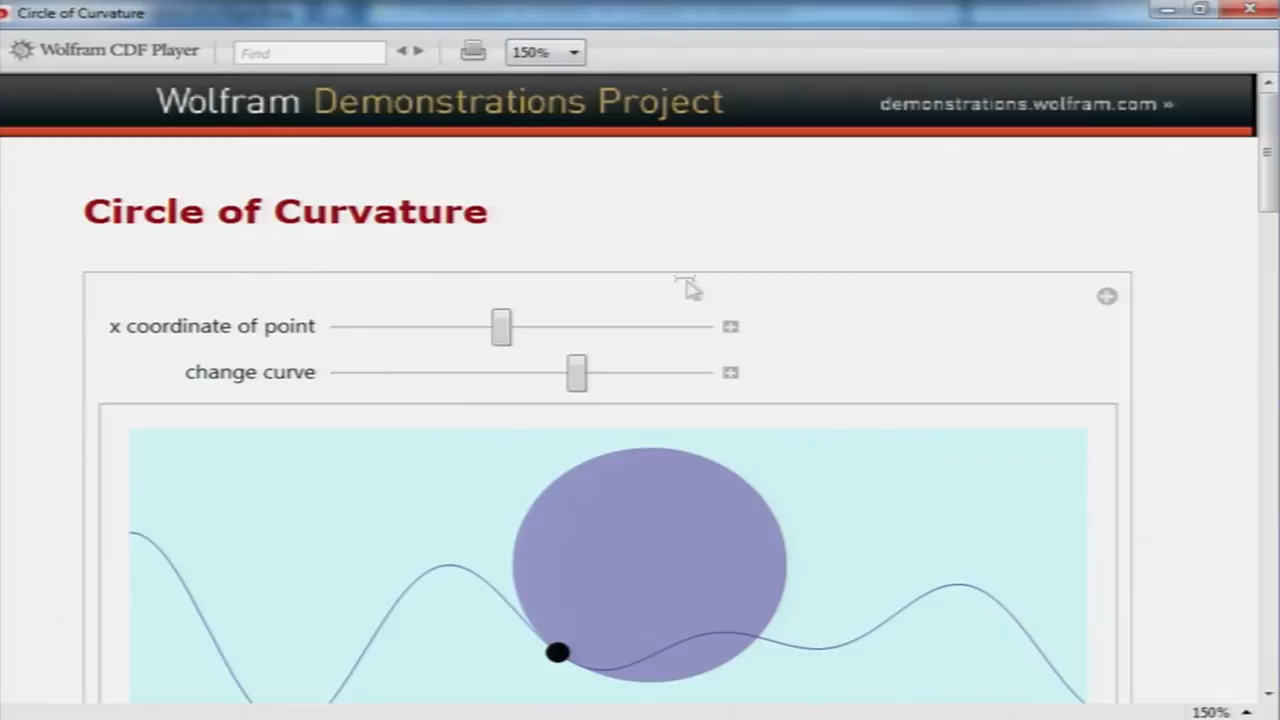 Circle of Curvature
Wolfram CDF Player Find 150%
Wolfram Demonstrations Project demonstrations.wolfram.com »
Circle of Curvature
x coordinate of point
change curve
150%